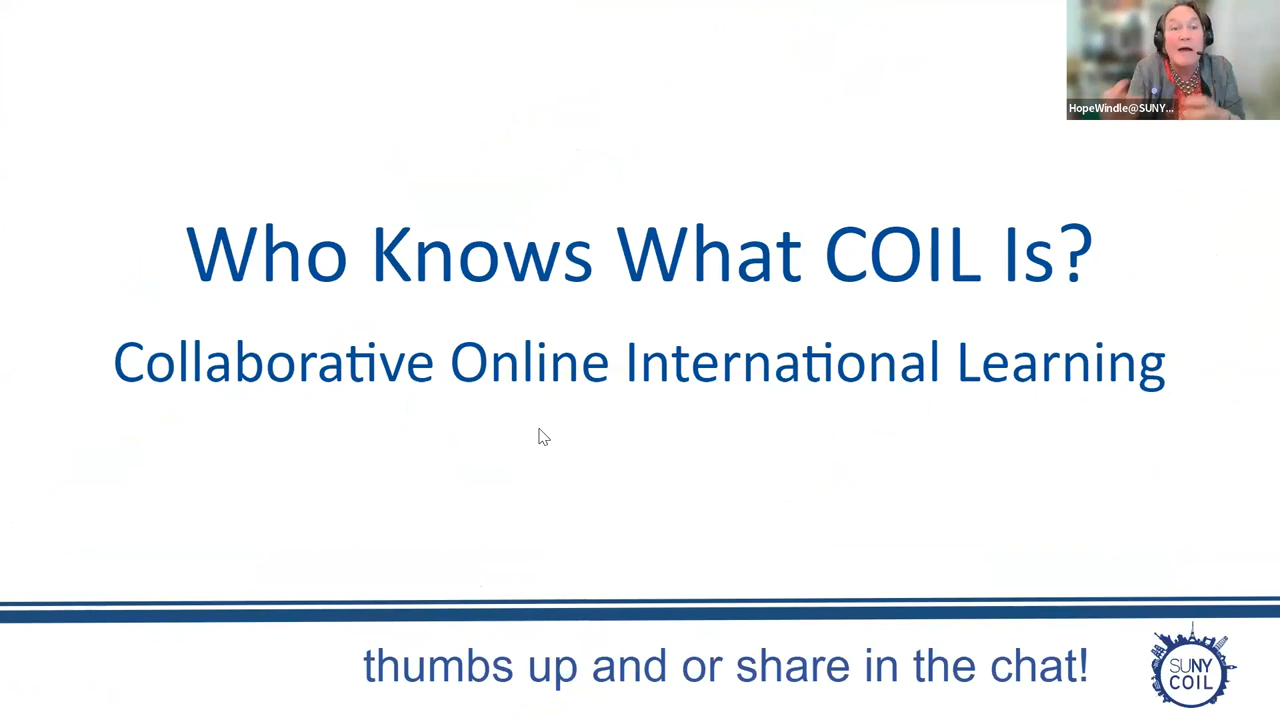 HopeWindle@SUNY...
Who Knows What COIL Is?
Collaborative Online International Learning
thumbs up and or share in the chat!
SUNY
COIL